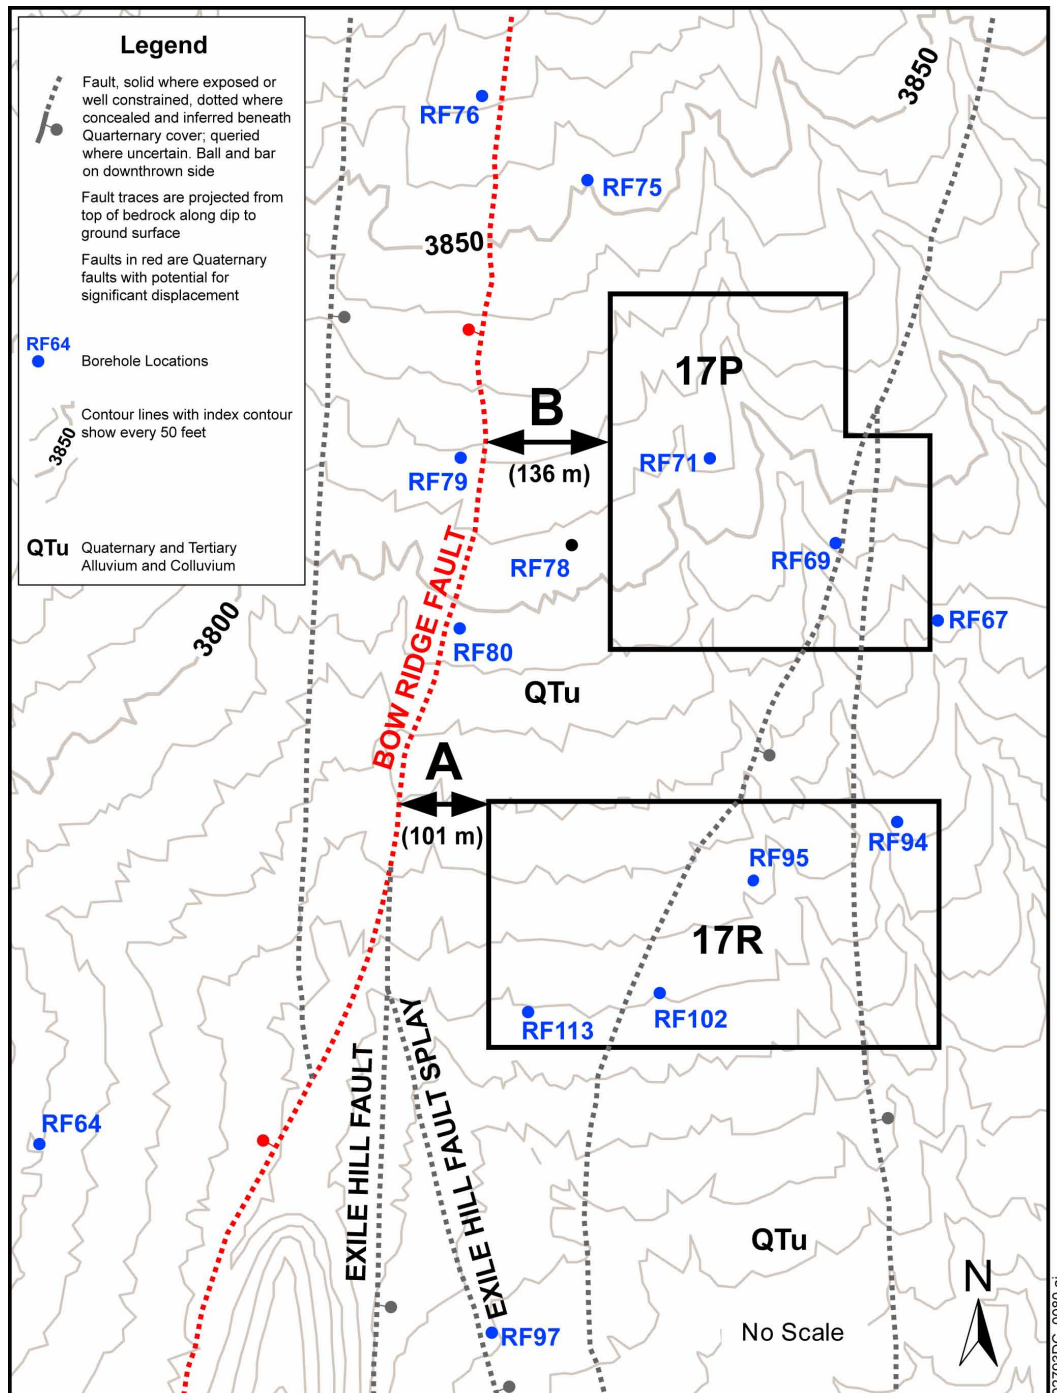 Legend
Fault, solid where exposed or
well constrained, dotted where
concealed and inferred beneath
Quarternary cover; queried
where uncertain. Ball and bar
on downthrown side
Fault traces are projected from
top of bedrock along dip to
ground surface
Faults in red are Quaternary
faults with potential for
significant displacement
RF64
Borehole Locations
Contour lines with index contour
show every 50 feet
3850
QTu
Quaternary and Tertiary
Alluvium and Colluvium
3850
RF76
RF75
3850
17P
B
(136 m)
RF71
RF79
RF78
RF69
BOW RIDGE FAULT
3800
RF80
RF67
QTu
A
(101 m)
RF94
RF95
17R
RF102
RF113
EXILE HILL FAULT
EXILE HILL FAULT SPLAY
RF64
QTu
N
RF97
No Scale